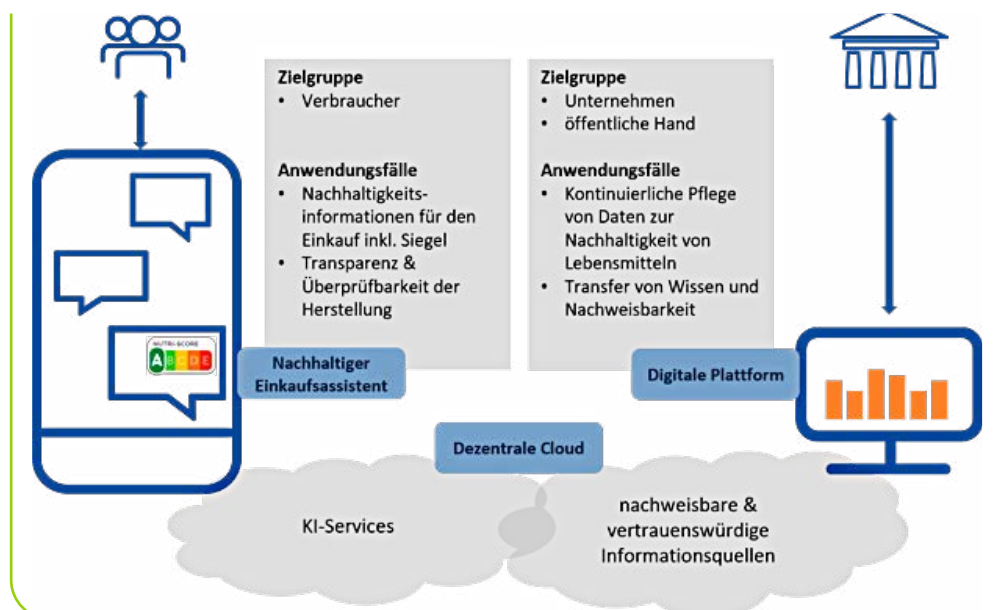 Zielgruppe
• Verbraucher
Anwendungsfälle
• Nachhaltigkeits-
informationen für den
Einkauf inkl. Siegel
• Transparenz &
Überprüfbarkeit der
Herstellung
Zielgruppe
• Unternehmen
• öffentliche Hand
Anwendungsfälle
• Kontinuierliche Pflege
von Daten zur
Nachhaltigkeit von
Lebensmitteln
• Transfer von Wissen und
Nachweisbarkeit
NUTRI-SCORE
A B C D E
Nachhaltiger
Einkaufsassistent
Digitale Plattform
Dezentrale Cloud
KI-Services
nachweisbare &
vertrauenswürdige
Informationsquellen